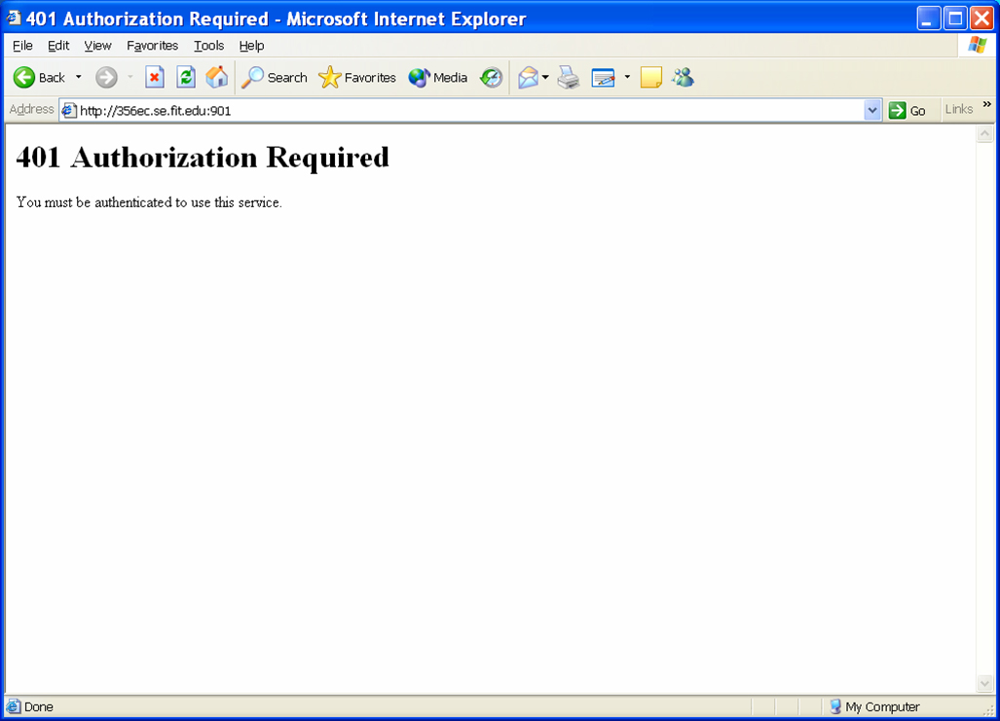 401 Authorization Required - Microsoft Internet Explorer
File Edit View Favorites Tools Help
Back Search Favorites Media
Address http://356ec.se.fit.edu:901 Go Links »
401 Authorization Required
You must be authenticated to use this service.
Done My Computer